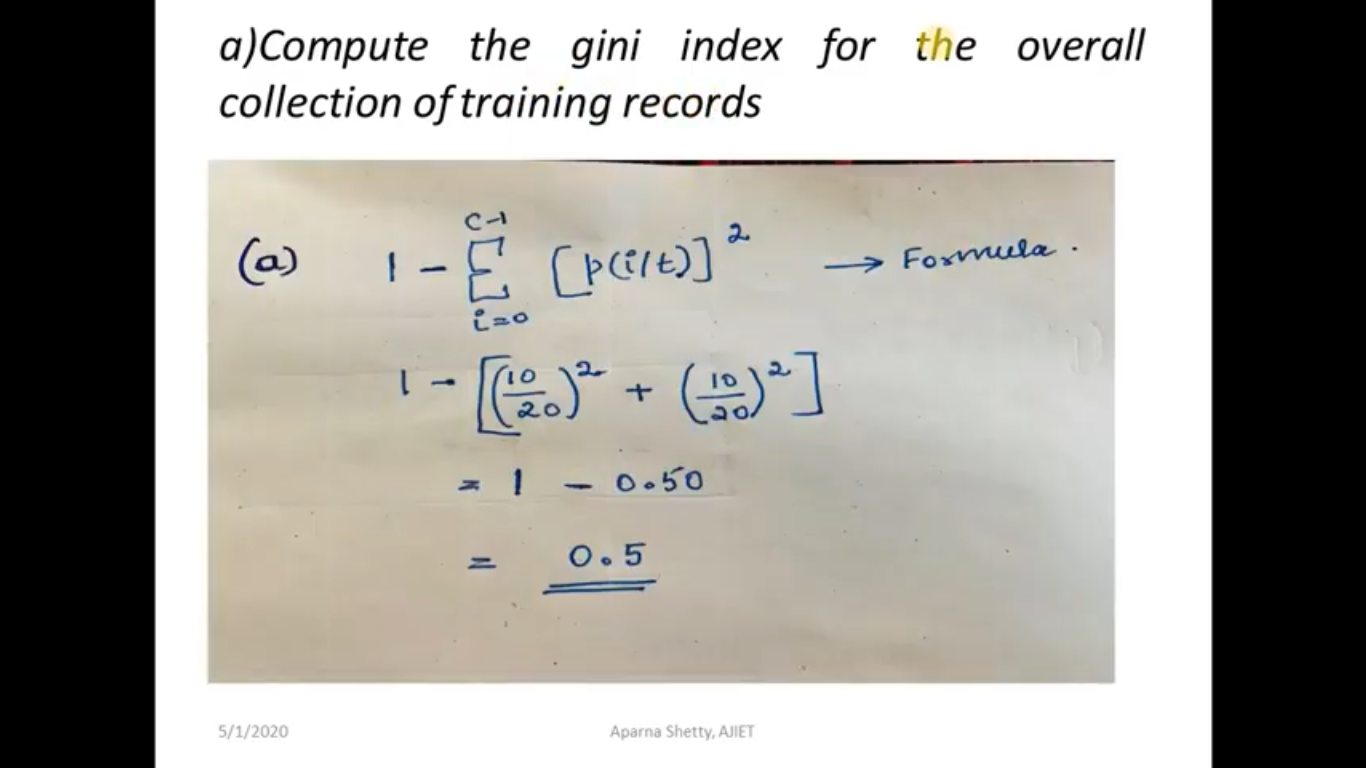 a)Compute the gini index for the overall
collection of training records
(a) 1 - Σ [p(i/t)]² → Formula.
c-1
i=0
1 - [(10/20)² + (10/20)²]
= 1 - 0.50
= 0.5
5/1/2020 Aparna Shetty, AJIET